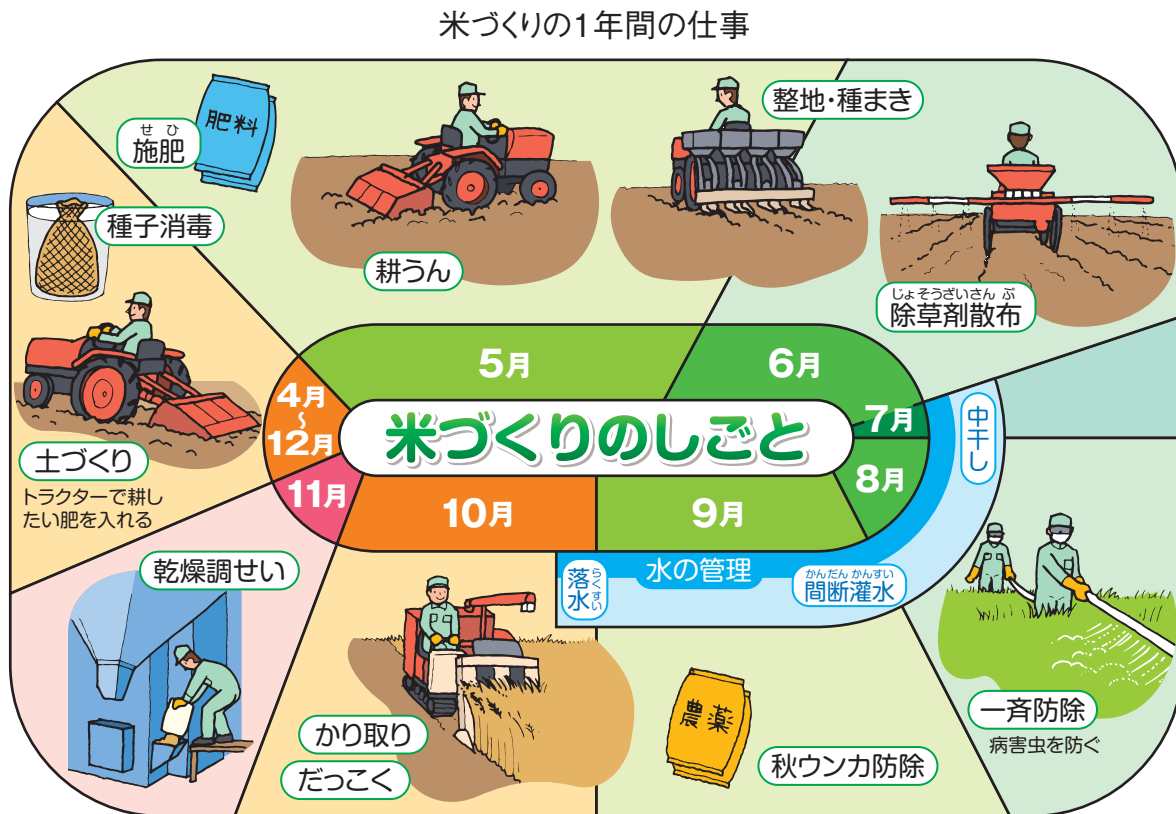 米づくりの1年間の仕事
せひ
施肥
肥料
耕うん
整地・種まき
じょそうざいさんぷ
除草剤散布
種子消毒
土づくり
トラクターで耕し
たい肥を入れる
5月
6月
4月
〜
12月
米づくりのしごと
7月
8月
11月
10月
9月
中干し
水の管理
かんだんかんすい
間断灌水
らくすい
落水
乾燥調せい
かり取り
だっこく
農薬
秋ウンカ防除
一斉防除
病害虫を防ぐ